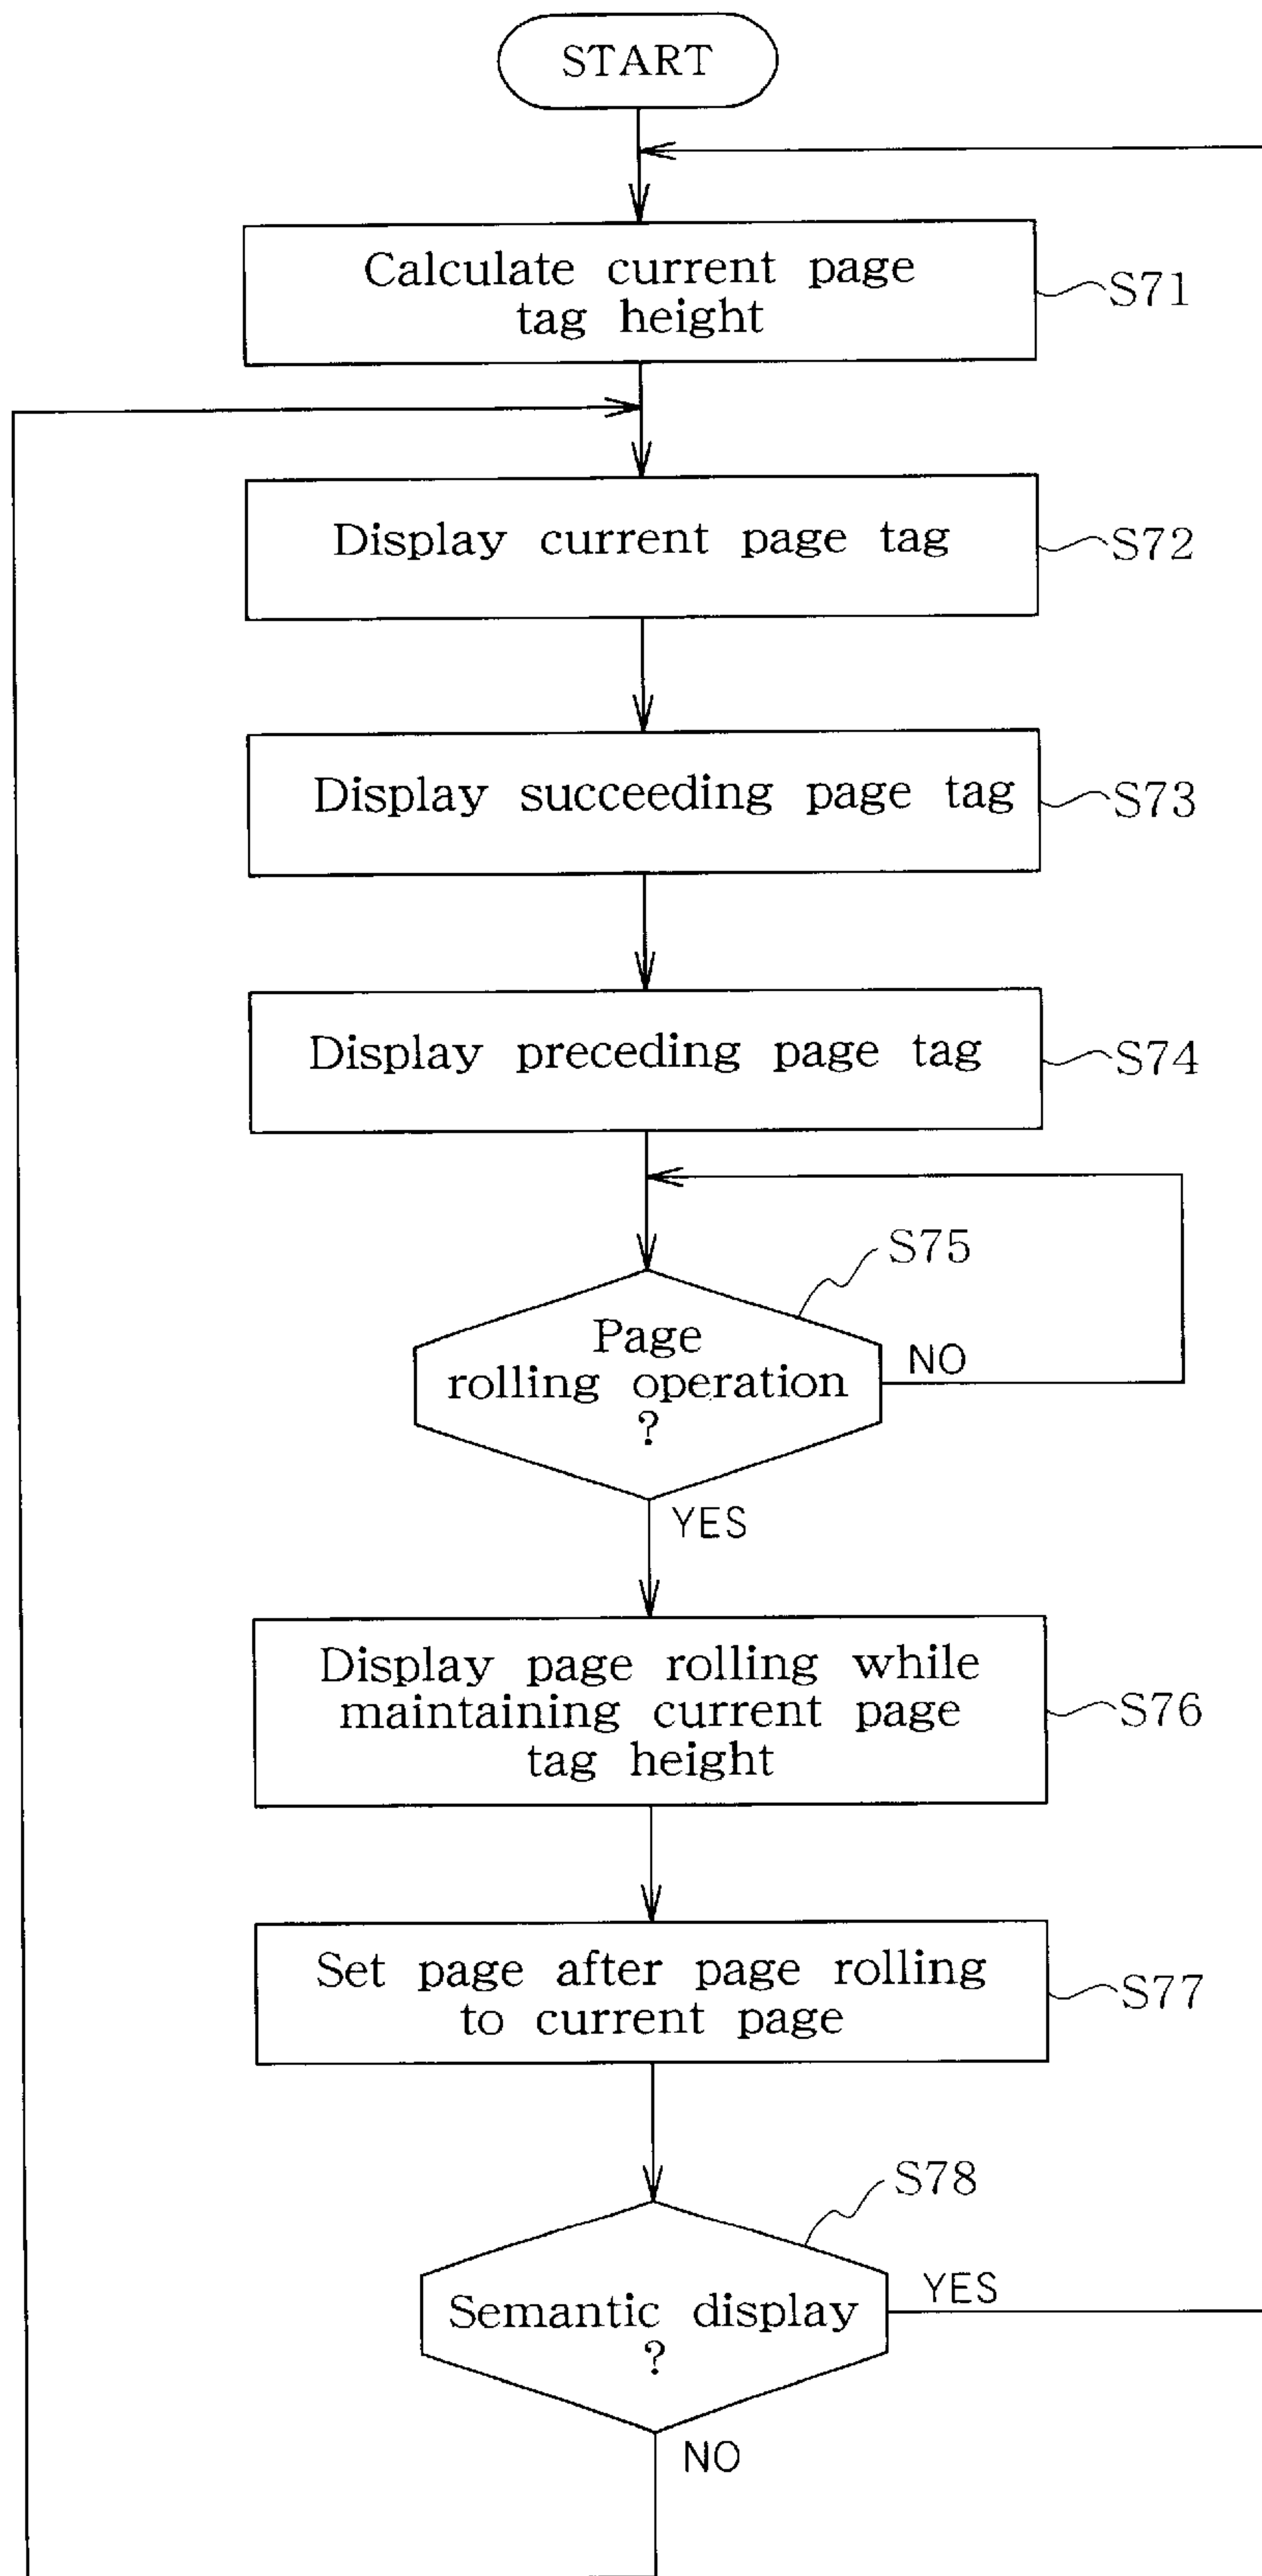 START
Calculate current page
tag height
S71
Display current page tag
S72
Display succeeding page tag
S73
Display preceding page tag
S74
S75
Page
rolling operation
?
NO
YES
Display page rolling while
maintaining current page
tag height
S76
Set page after page rolling
to current page
S77
S78
Semantic display
?
YES
NO